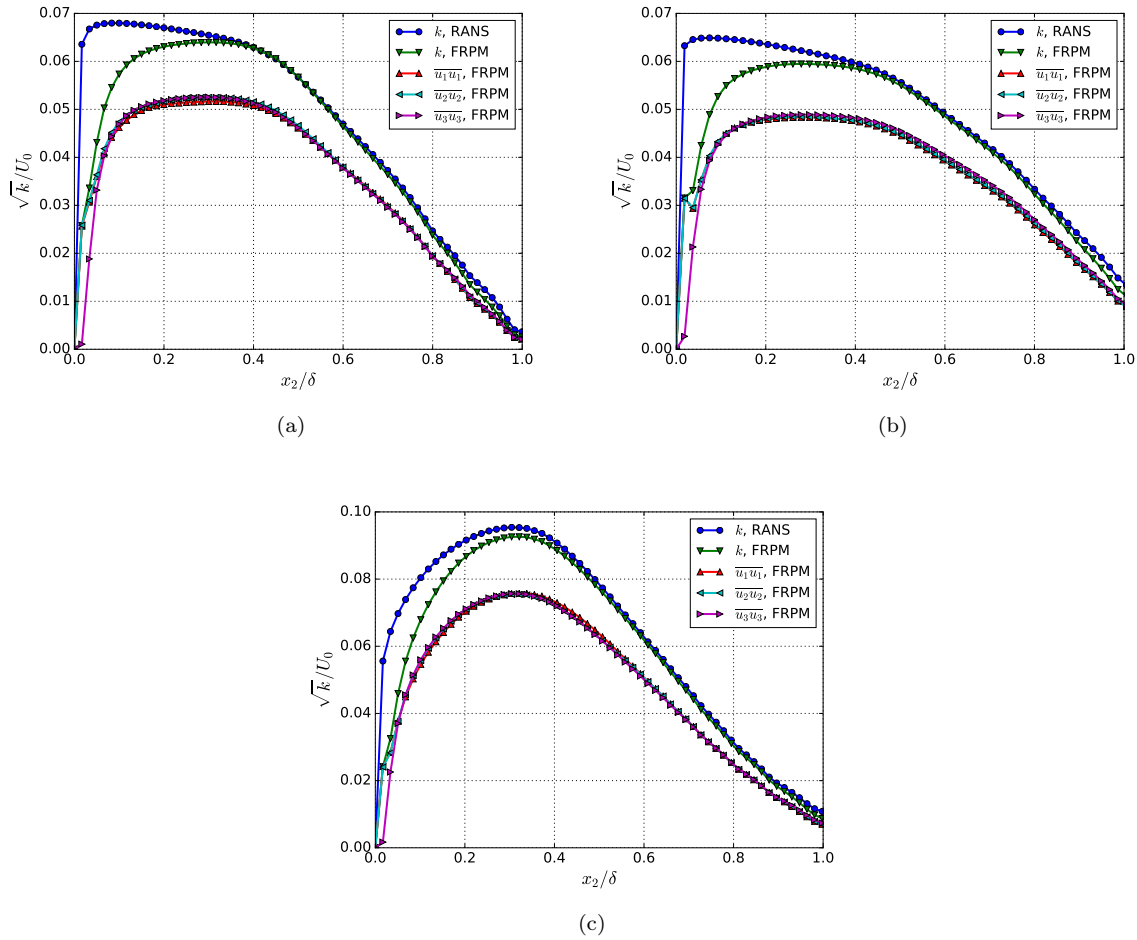 0.07
0.06
0.05
0.04
0.03
0.02
0.01
0.00
√k/U₀
0.0 0.2 0.4 0.6 0.8 1.0
x₂/δ
k, RANS
k, FRPM
u₁u₁, FRPM
u₂u₂, FRPM
u₃u₃, FRPM
(a)
0.07
0.06
0.05
0.04
0.03
0.02
0.01
0.00
√k/U₀
0.0 0.2 0.4 0.6 0.8 1.0
x₂/δ
k, RANS
k, FRPM
u₁u₁, FRPM
u₂u₂, FRPM
u₃u₃, FRPM
(b)
0.10
0.08
0.06
0.04
0.02
0.00
√k/U₀
0.0 0.2 0.4 0.6 0.8 1.0
x₂/δ
k, RANS
k, FRPM
u₁u₁, FRPM
u₂u₂, FRPM
u₃u₃, FRPM
(c)